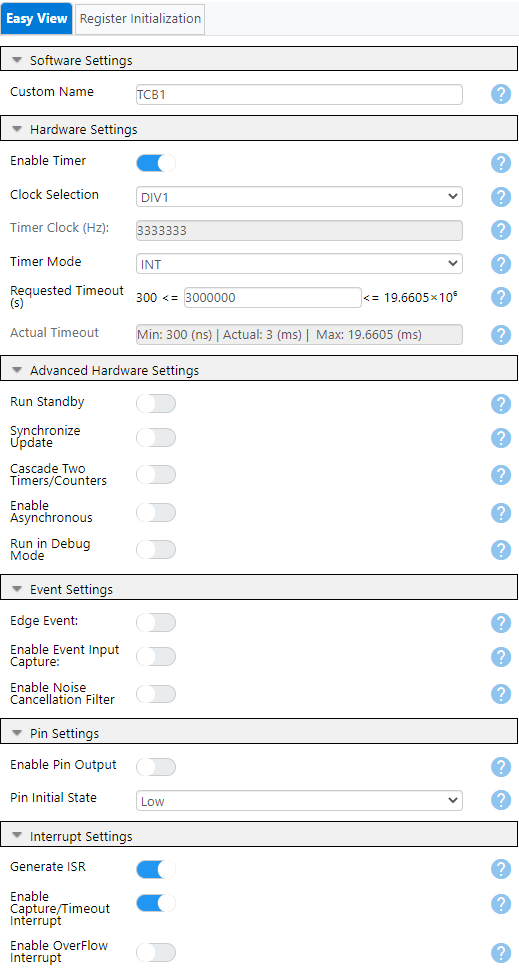 Easy View Register Initialization
Software Settings
Custom Name TCB1 ?
Hardware Settings
Enable Timer ?
Clock Selection DIV1 ?
Timer Clock (Hz): 3333333 ?
Timer Mode INT ?
Requested Timeout
(s) 300 <= 3000000 <= 19.6605×10⁶ ?
Actual Timeout Min: 300 (ns) | Actual: 3 (ms) | Max: 19.6605 (ms) ?
Advanced Hardware Settings
Run Standby ?
Synchronize
Update ?
Cascade Two
Timers/Counters ?
Enable
Asynchronous ?
Run in Debug
Mode ?
Event Settings
Edge Event: ?
Enable Event Input
Capture: ?
Enable Noise
Cancellation Filter ?
Pin Settings
Enable Pin Output ?
Pin Initial State Low ?
Interrupt Settings
Generate ISR ?
Enable
Capture/Timeout
Interrupt ?
Enable OverFlow
Interrupt ?